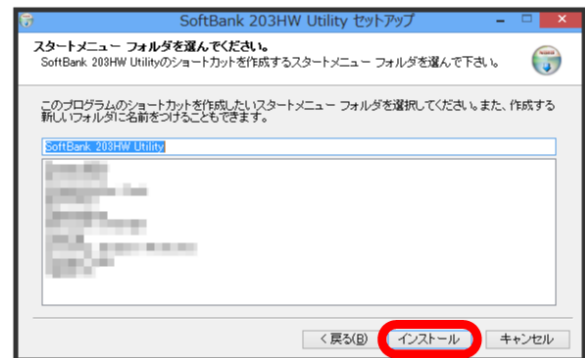 SoftBank 203HW Utility セットアップ
スタートメニュー フォルダを選んでください。
SoftBank 203HW Utilityのショートカットを作成するスタートメニュー フォルダを選んで下さい。
このプログラムのショートカットを作成したいスタートメニュー フォルダを選択してください。また、作成する
新しいフォルダに名前をつけることもできます。
SoftBank 203HW Utility
< 戻る(B)
インストール
キャンセル